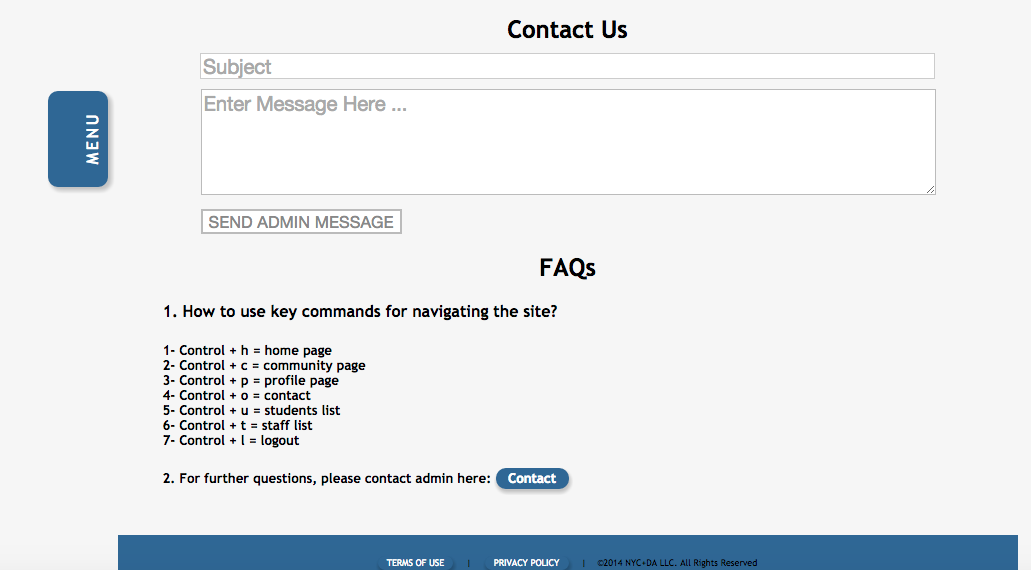 Contact Us
Subject
Enter Message Here ...
MENU
SEND ADMIN MESSAGE
FAQs
1. How to use key commands for navigating the site?
1- Control + h = home page
2- Control + c = community page
3- Control + p = profile page
4- Control + o = contact
5- Control + u = students list
6- Control + t = staff list
7- Control + l = logout
2. For further questions, please contact admin here: Contact
TERMS OF USE | PRIVACY POLICY | ©2014 NYC+DA LLC. All Rights Reserved